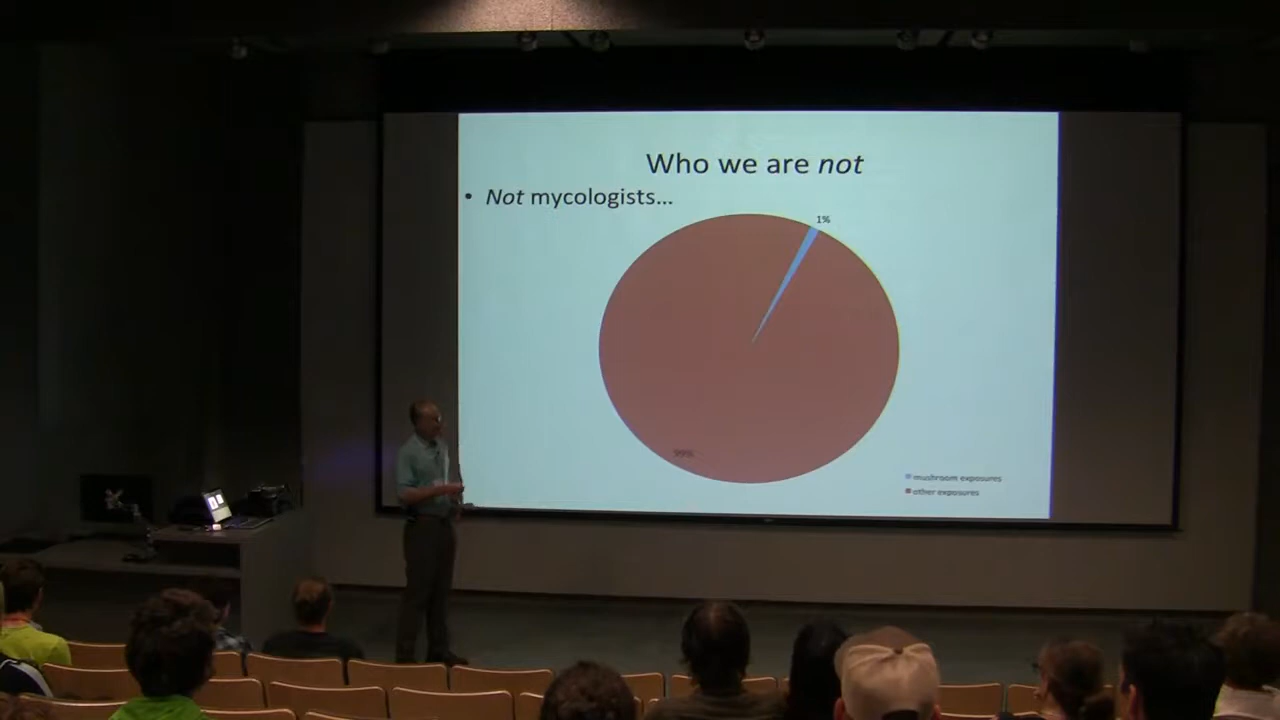 Who we are not
• Not mycologists...
1%
99%
mushroom exposures
other exposures